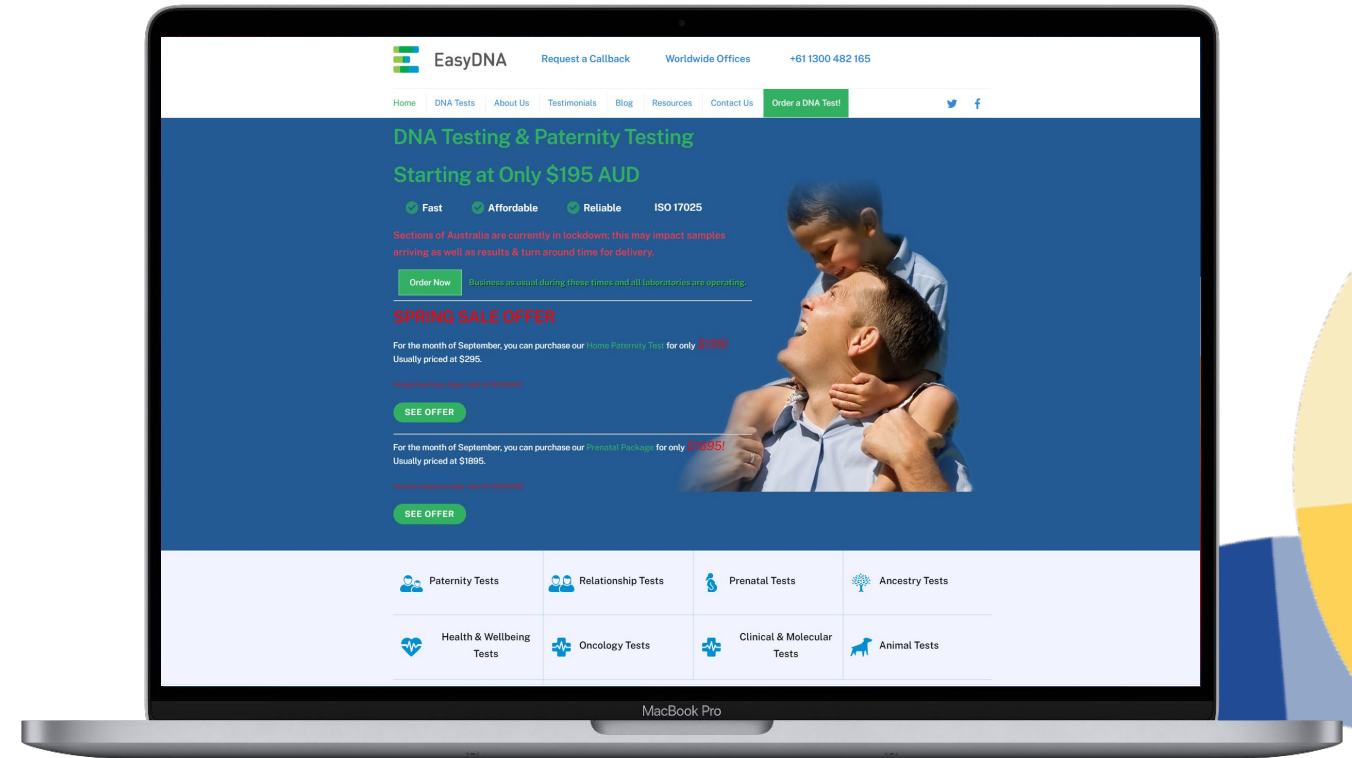 EasyDNA
Request a Callback
Worldwide Offices
+61 1300 482 165
Home
DNA Tests
About Us
Testimonials
Blog
Resources
Contact Us
Order a DNA Test!
DNA Testing & Paternity Testing
Starting at Only $195 AUD
Fast
Affordable
Reliable
ISO 17025
Sections of Australia are currently in lockdown; this may impact samples
arriving as well as results & turn around time for delivery.
Order Now
Business as usual during these times and all laboratories are operating.
SPRING SALE OFFER
For the month of September, you can purchase our Home Paternity Test for only $195!
Usually priced at $295.
SEE OFFER
For the month of September, you can purchase our Prenatal Package for only $1695!
Usually priced at $1895.
SEE OFFER
Paternity Tests
Relationship Tests
Prenatal Tests
Ancestry Tests
Health & Wellbeing
Tests
Oncology Tests
Clinical & Molecular
Tests
Animal Tests
MacBook Pro